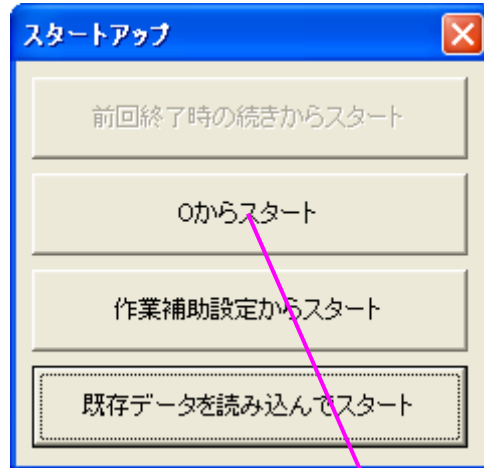 スタートアップ
前回終了時の続きからスタート
0からスタート
作業補助設定からスタート
既存データを読み込んでスタート